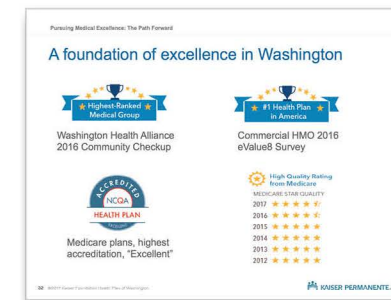 Pursuing Medical Excellence: The Path Forward
A foundation of excellence in Washington
Highest-Ranked
Medical Group
Washington Health Alliance
2016 Community Checkup
#1 Health Plan
in America
Commercial HMO 2016
eValue8 Survey
ACCREDITED
NCQA
HEALTH PLAN
Medicare plans, highest
accreditation, "Excellent"
High Quality Rating
from Medicare
MEDICARE STAR QUALITY
2017
2016
2015
2014
2013
2012
32
KAISER PERMANENTE